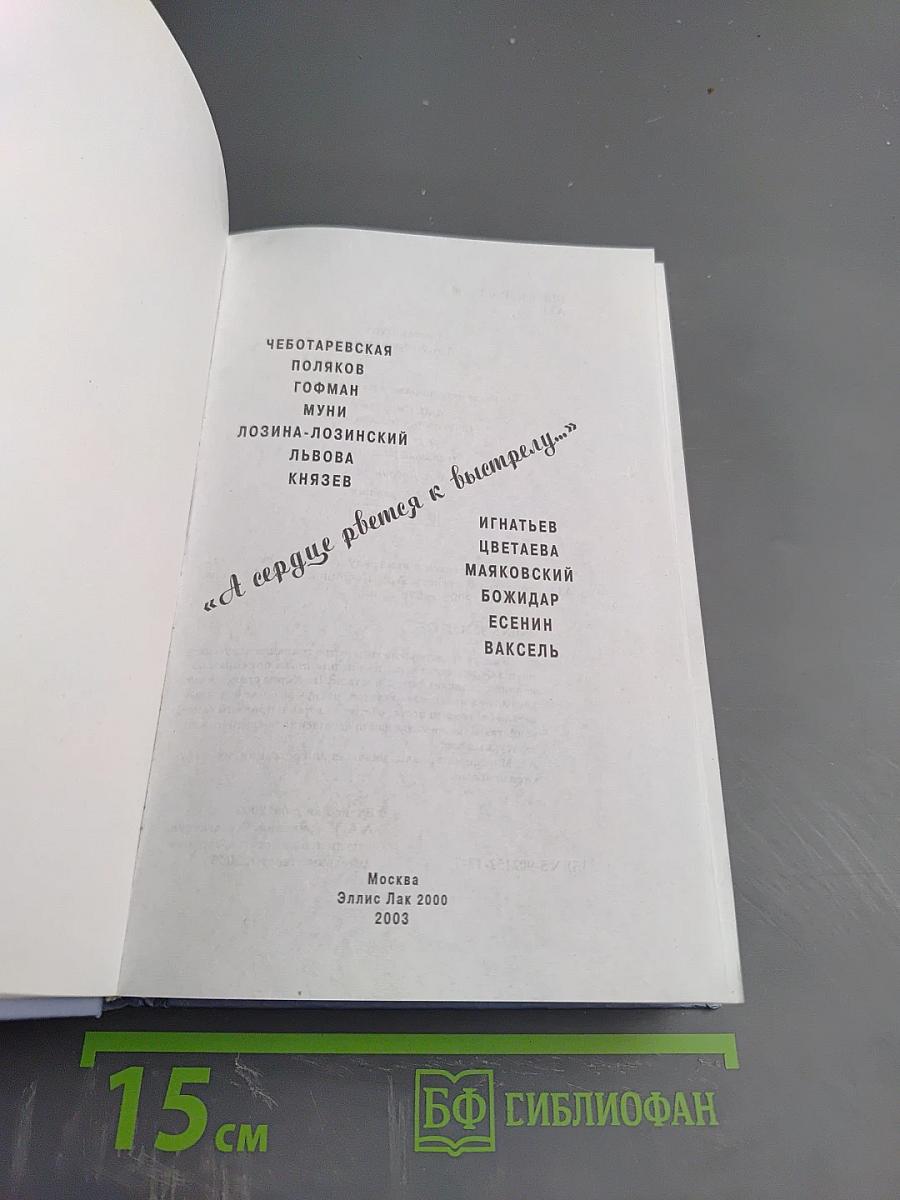 ЧЕБОТАРЕВСКАЯ
ПОЛЯКОВ
ГОФМАН
МУНИ
ЛОЗИНА-ЛОЗИНСКИЙ
ЛЬВОВА
КНЯЗЕВ
«А сердце рвется к выстрелу...»
ИГНАТЬЕВ
ЦВЕТАЕВА
МАЯКОВСКИЙ
БОЖИДАР
ЕСЕНИН
ВАКСЕЛЬ
Москва
Эллис Лак 2000
2003
15 см
БФ БИБЛИОФАН